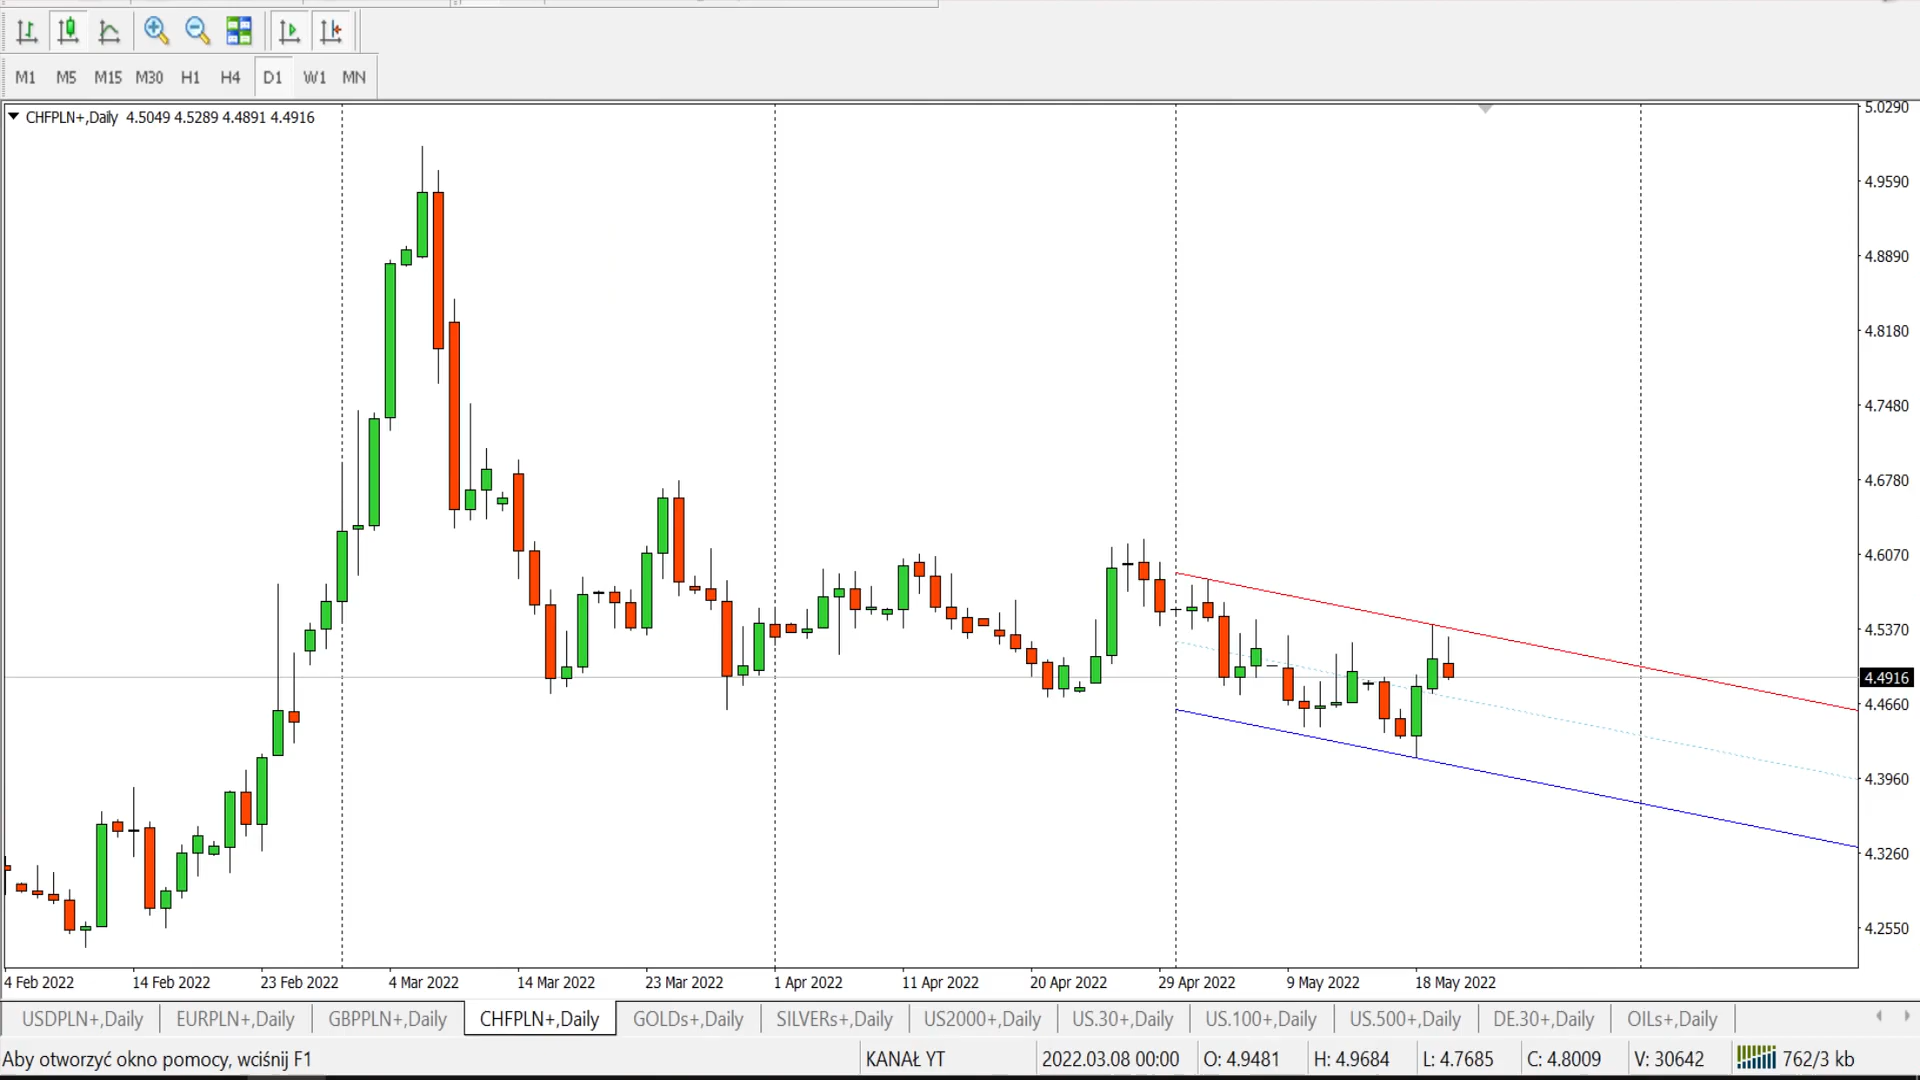 M1 M5 M15 M30 H1 H4 D1 W1 MN
CHFPLN+,Daily 4.5049 4.5289 4.4891 4.4916
5.0290
4.9590
4.8890
4.8180
4.7480
4.6780
4.6070
4.5370
4.4916
4.4660
4.3960
4.3260
4.2550
4 Feb 2022 14 Feb 2022 23 Feb 2022 4 Mar 2022 14 Mar 2022 23 Mar 2022 1 Apr 2022 11 Apr 2022 20 Apr 2022 29 Apr 2022 9 May 2022 18 May 2022
USDPLN+,Daily EURPLN+,Daily GBPPLN+,Daily CHFPLN+,Daily GOLDs+,Daily SILVERs+,Daily US2000+,Daily US.30+,Daily US.100+,Daily US.500+,Daily DE.30+,Daily OILs+,Daily
Aby otworzyć okno pomocy, wciśnij F1 KANAŁ YT 2022.03.08 00:00 O: 4.9481 H: 4.9684 L: 4.7685 C: 4.8009 V: 30642 762/3 kb